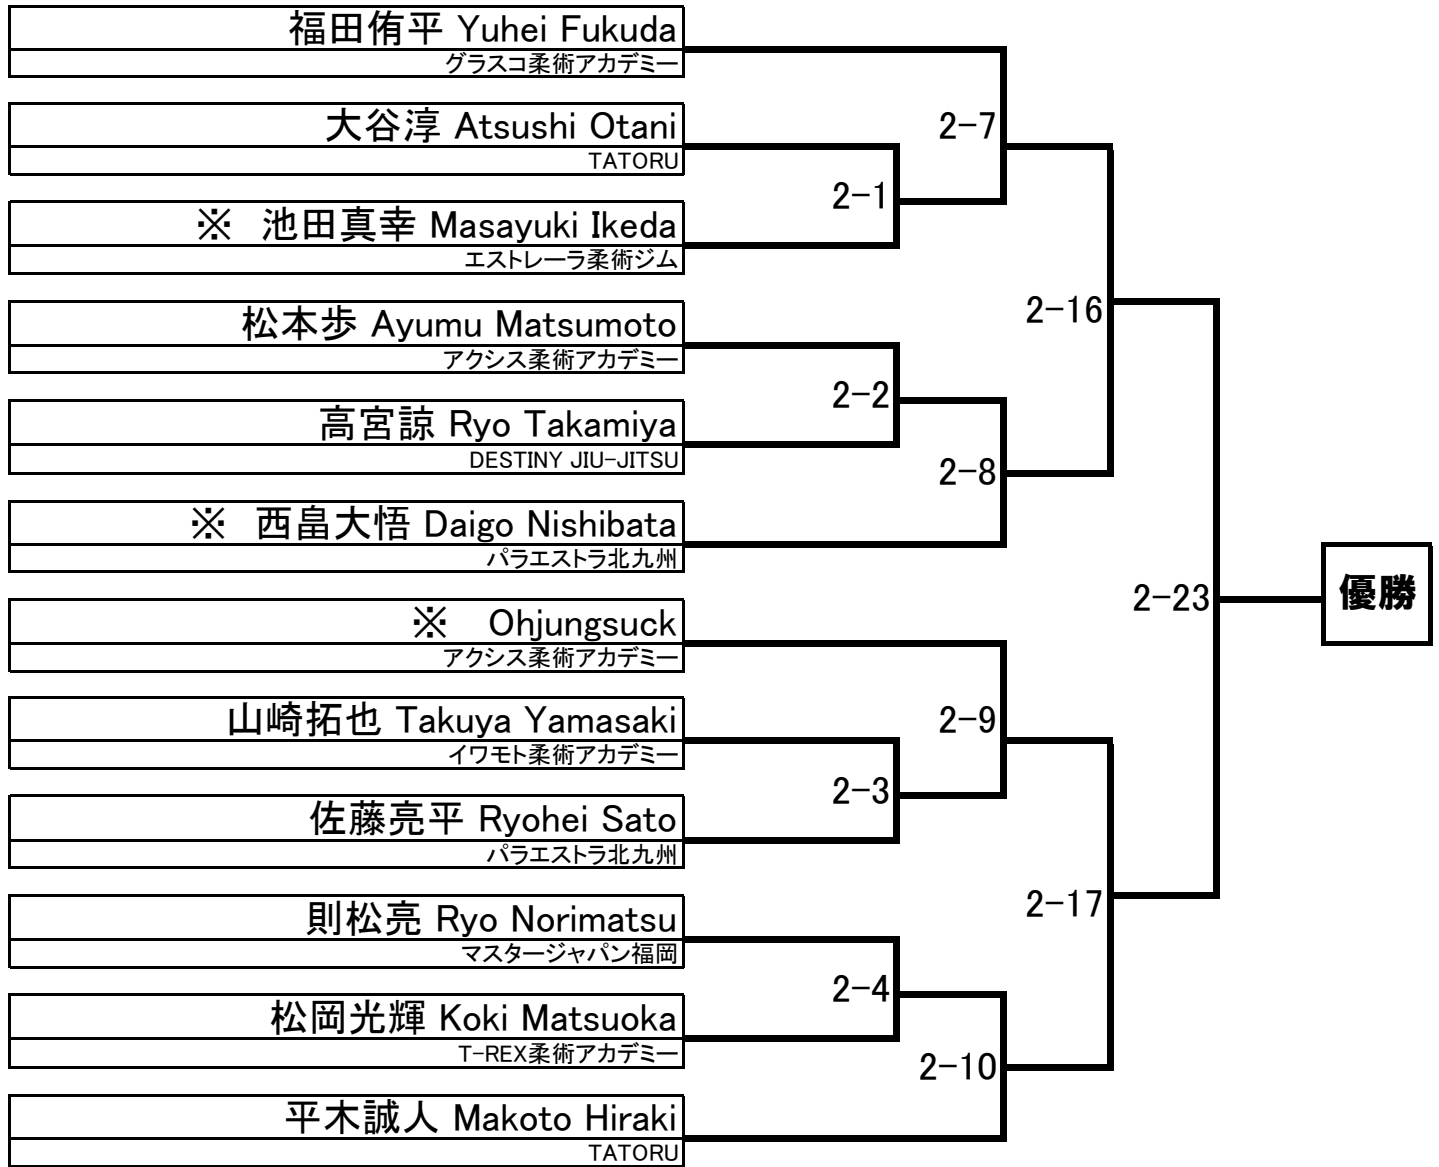 福田侑平 Yuhei Fukuda
グラスコ柔術アカデミー
大谷淳 Atsushi Otani
TATORU
2-7
2-1
※ 池田真幸 Masayuki Ikeda
エストレーラ柔術ジム
松本歩 Ayumu Matsumoto
アクシス柔術アカデミー
2-16
2-2
高宮諒 Ryo Takamiya
DESTINY JIU-JITSU
2-8
※ 西畠大悟 Daigo Nishibata
パラエストラ北九州
2-23
優勝
※ Ohjungsuck
アクシス柔術アカデミー
山崎拓也 Takuya Yamasaki
イワモト柔術アカデミー
2-9
2-3
佐藤亮平 Ryohei Sato
パラエストラ北九州
2-17
則松亮 Ryo Norimatsu
マスタージャパン福岡
2-4
松岡光輝 Koki Matsuoka
T-REX柔術アカデミー
2-10
平木誠人 Makoto Hiraki
TATORU